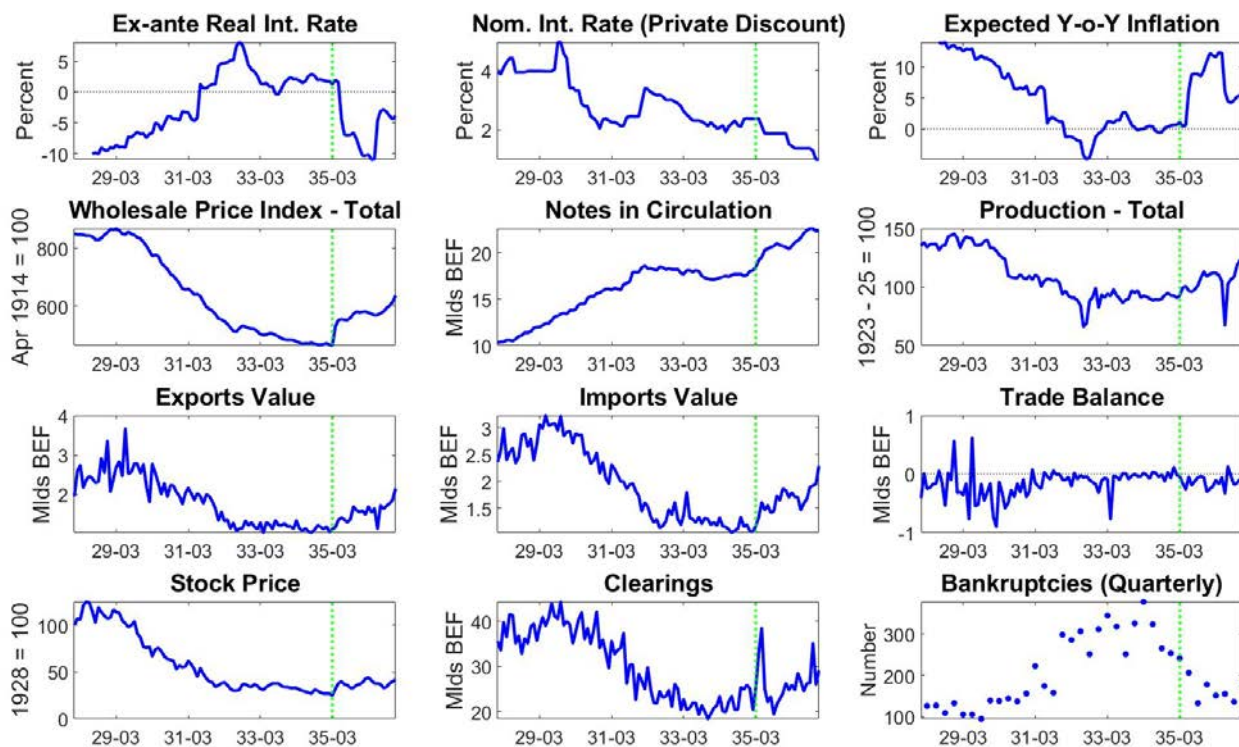 Ex-ante Real Int. Rate
Percent
5
0
-5
-10
29-03 31-03 33-03 35-03
Nom. Int. Rate (Private Discount)
Percent
4
2
29-03 31-03 33-03 35-03
Expected Y-o-Y Inflation
Percent
10
5
0
29-03 31-03 33-03 35-03
Wholesale Price Index - Total
Apr 1914 = 100
800
600
29-03 31-03 33-03 35-03
Notes in Circulation
Mlds BEF
20
15
10
29-03 31-03 33-03 35-03
Production - Total
1923 - 25 = 100
150
100
50
29-03 31-03 33-03 35-03
Exports Value
Mlds BEF
4
3
2
29-03 31-03 33-03 35-03
Imports Value
Mlds BEF
3
2.5
2
1.5
29-03 31-03 33-03 35-03
Trade Balance
Mlds BEF
1
0
-1
29-03 31-03 33-03 35-03
Stock Price
1928 = 100
100
50
0
29-03 31-03 33-03 35-03
Clearings
Mlds BEF
40
30
20
29-03 31-03 33-03 35-03
Bankruptcies (Quarterly)
Number
300
200
100
29-03 31-03 33-03 35-03